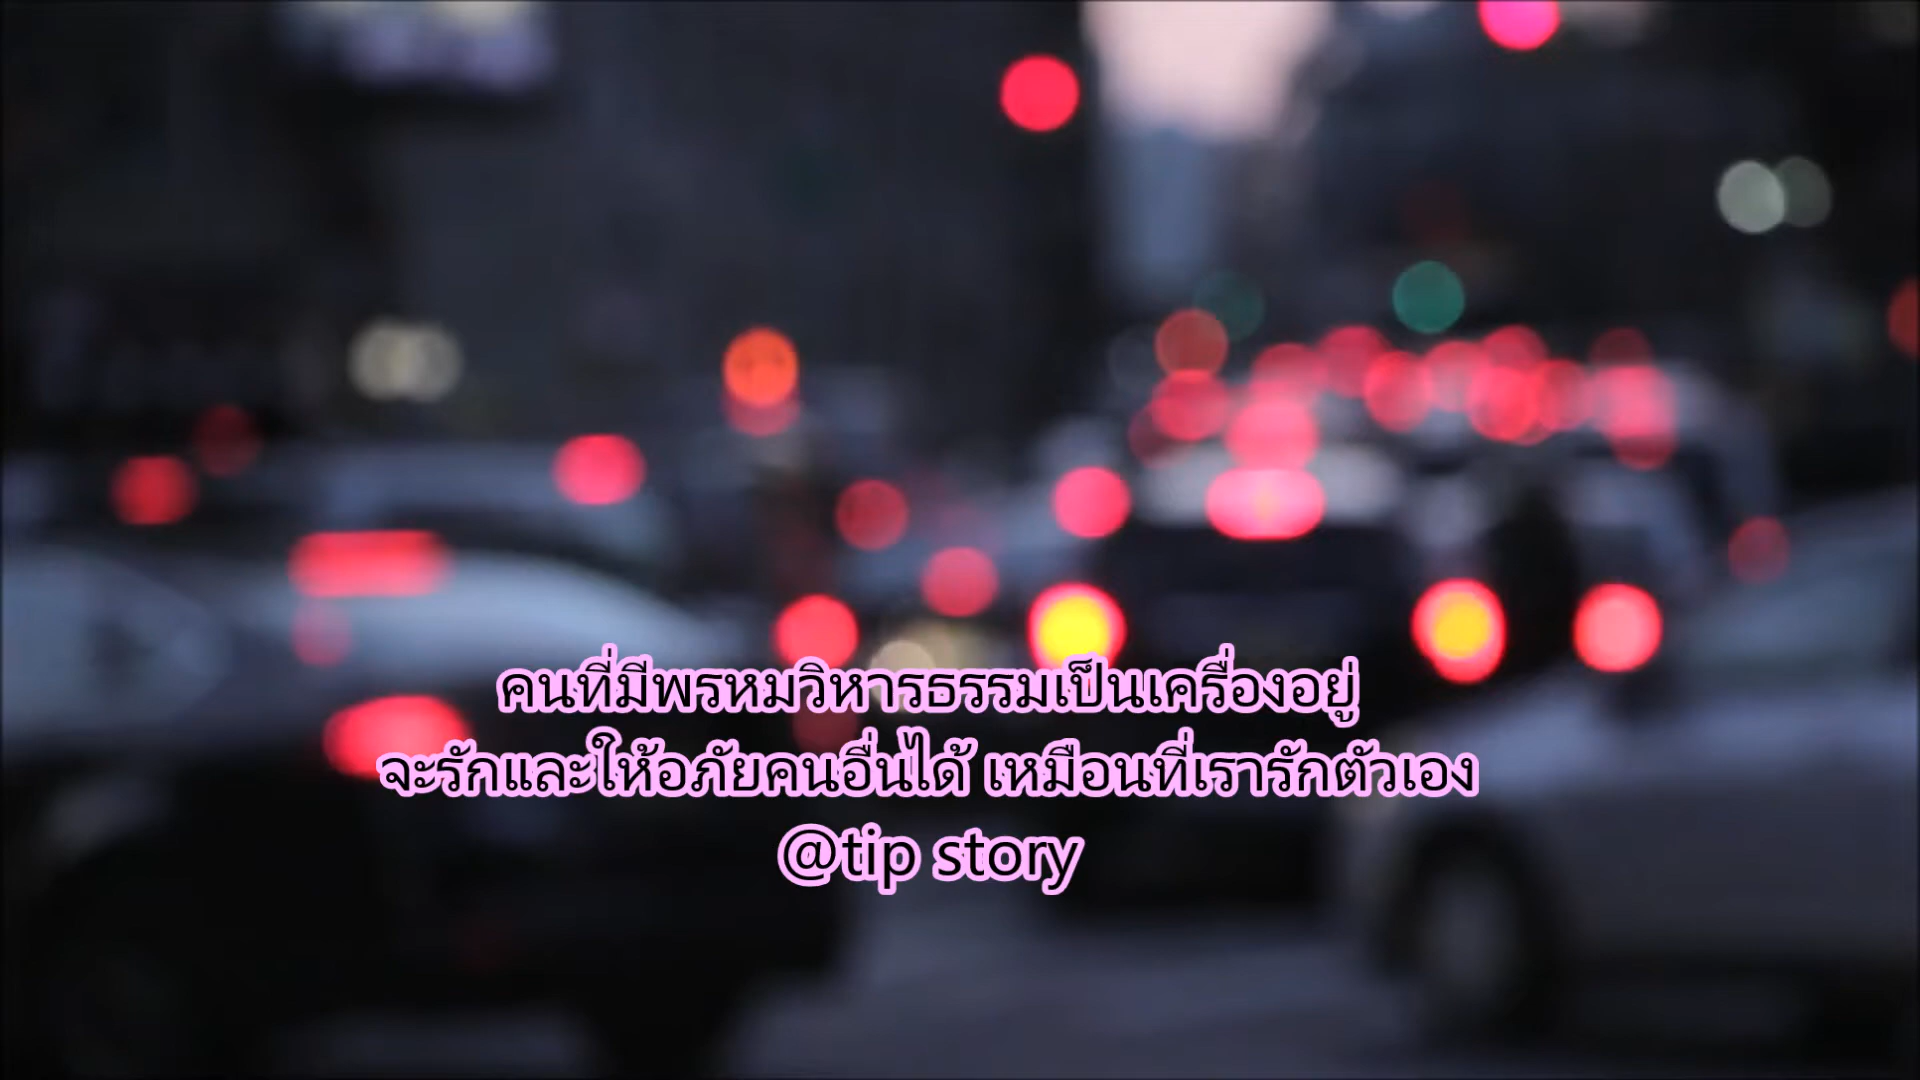 คนที่มีพรหมวิหารธรรมเป็นเครื่องอยู่
จะรักและให้อภัยคนอื่นได้ เหมือนที่เรารักตัวเอง
@tip story